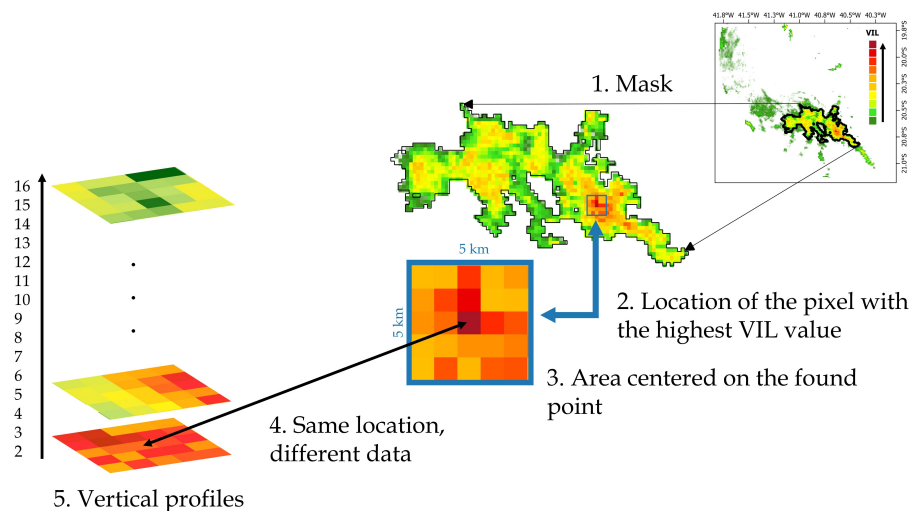 41.8°W 41.5°W 41.3°W 41.0°W 40.8°W 40.5°W 40.3°W
VIL
19.8°S
20.0°S
20.3°S
20.5°S
20.8°S
21.0°S
1. Mask
16
15
14
13
12
11
10
9
8
7
6
5
4
3
2
5 km
5 km
2. Location of the pixel with
the highest VIL value
3. Area centered on the found
point
4. Same location,
different data
5. Vertical profiles